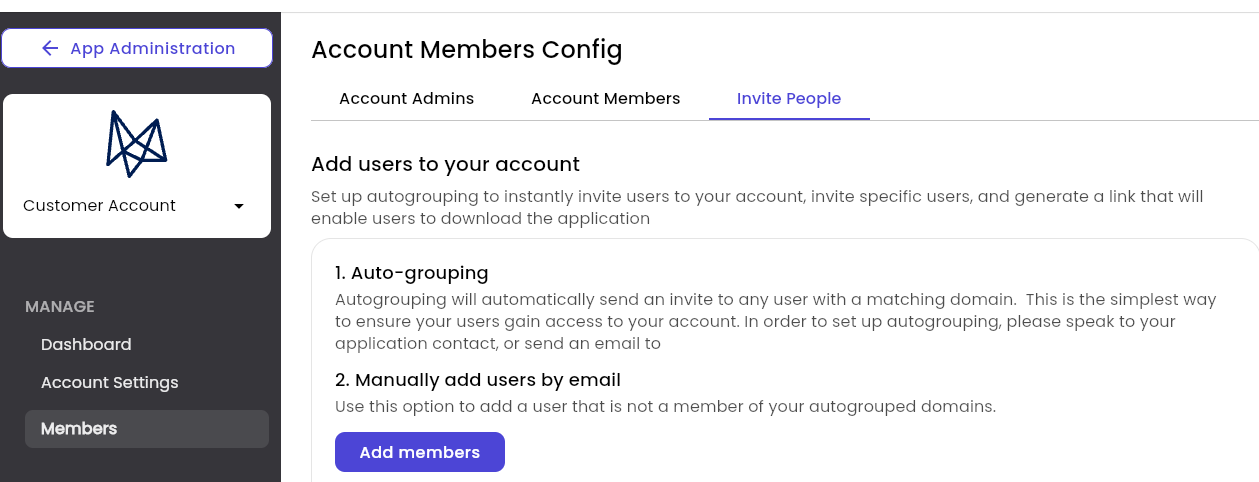 App Administration
Customer Account
MANAGE
Dashboard
Account Settings
Members
Account Members Config
Account Admins
Account Members
Invite People
Add users to your account
Set up autogrouping to instantly invite users to your account, invite specific users, and generate a link that will
enable users to download the application
1. Auto-grouping
Autogrouping will automatically send an invite to any user with a matching domain.  This is the simplest way
to ensure your users gain access to your account. In order to set up autogrouping, please speak to your
application contact, or send an email to
2. Manually add users by email
Use this option to add a user that is not a member of your autogrouped domains.
Add members